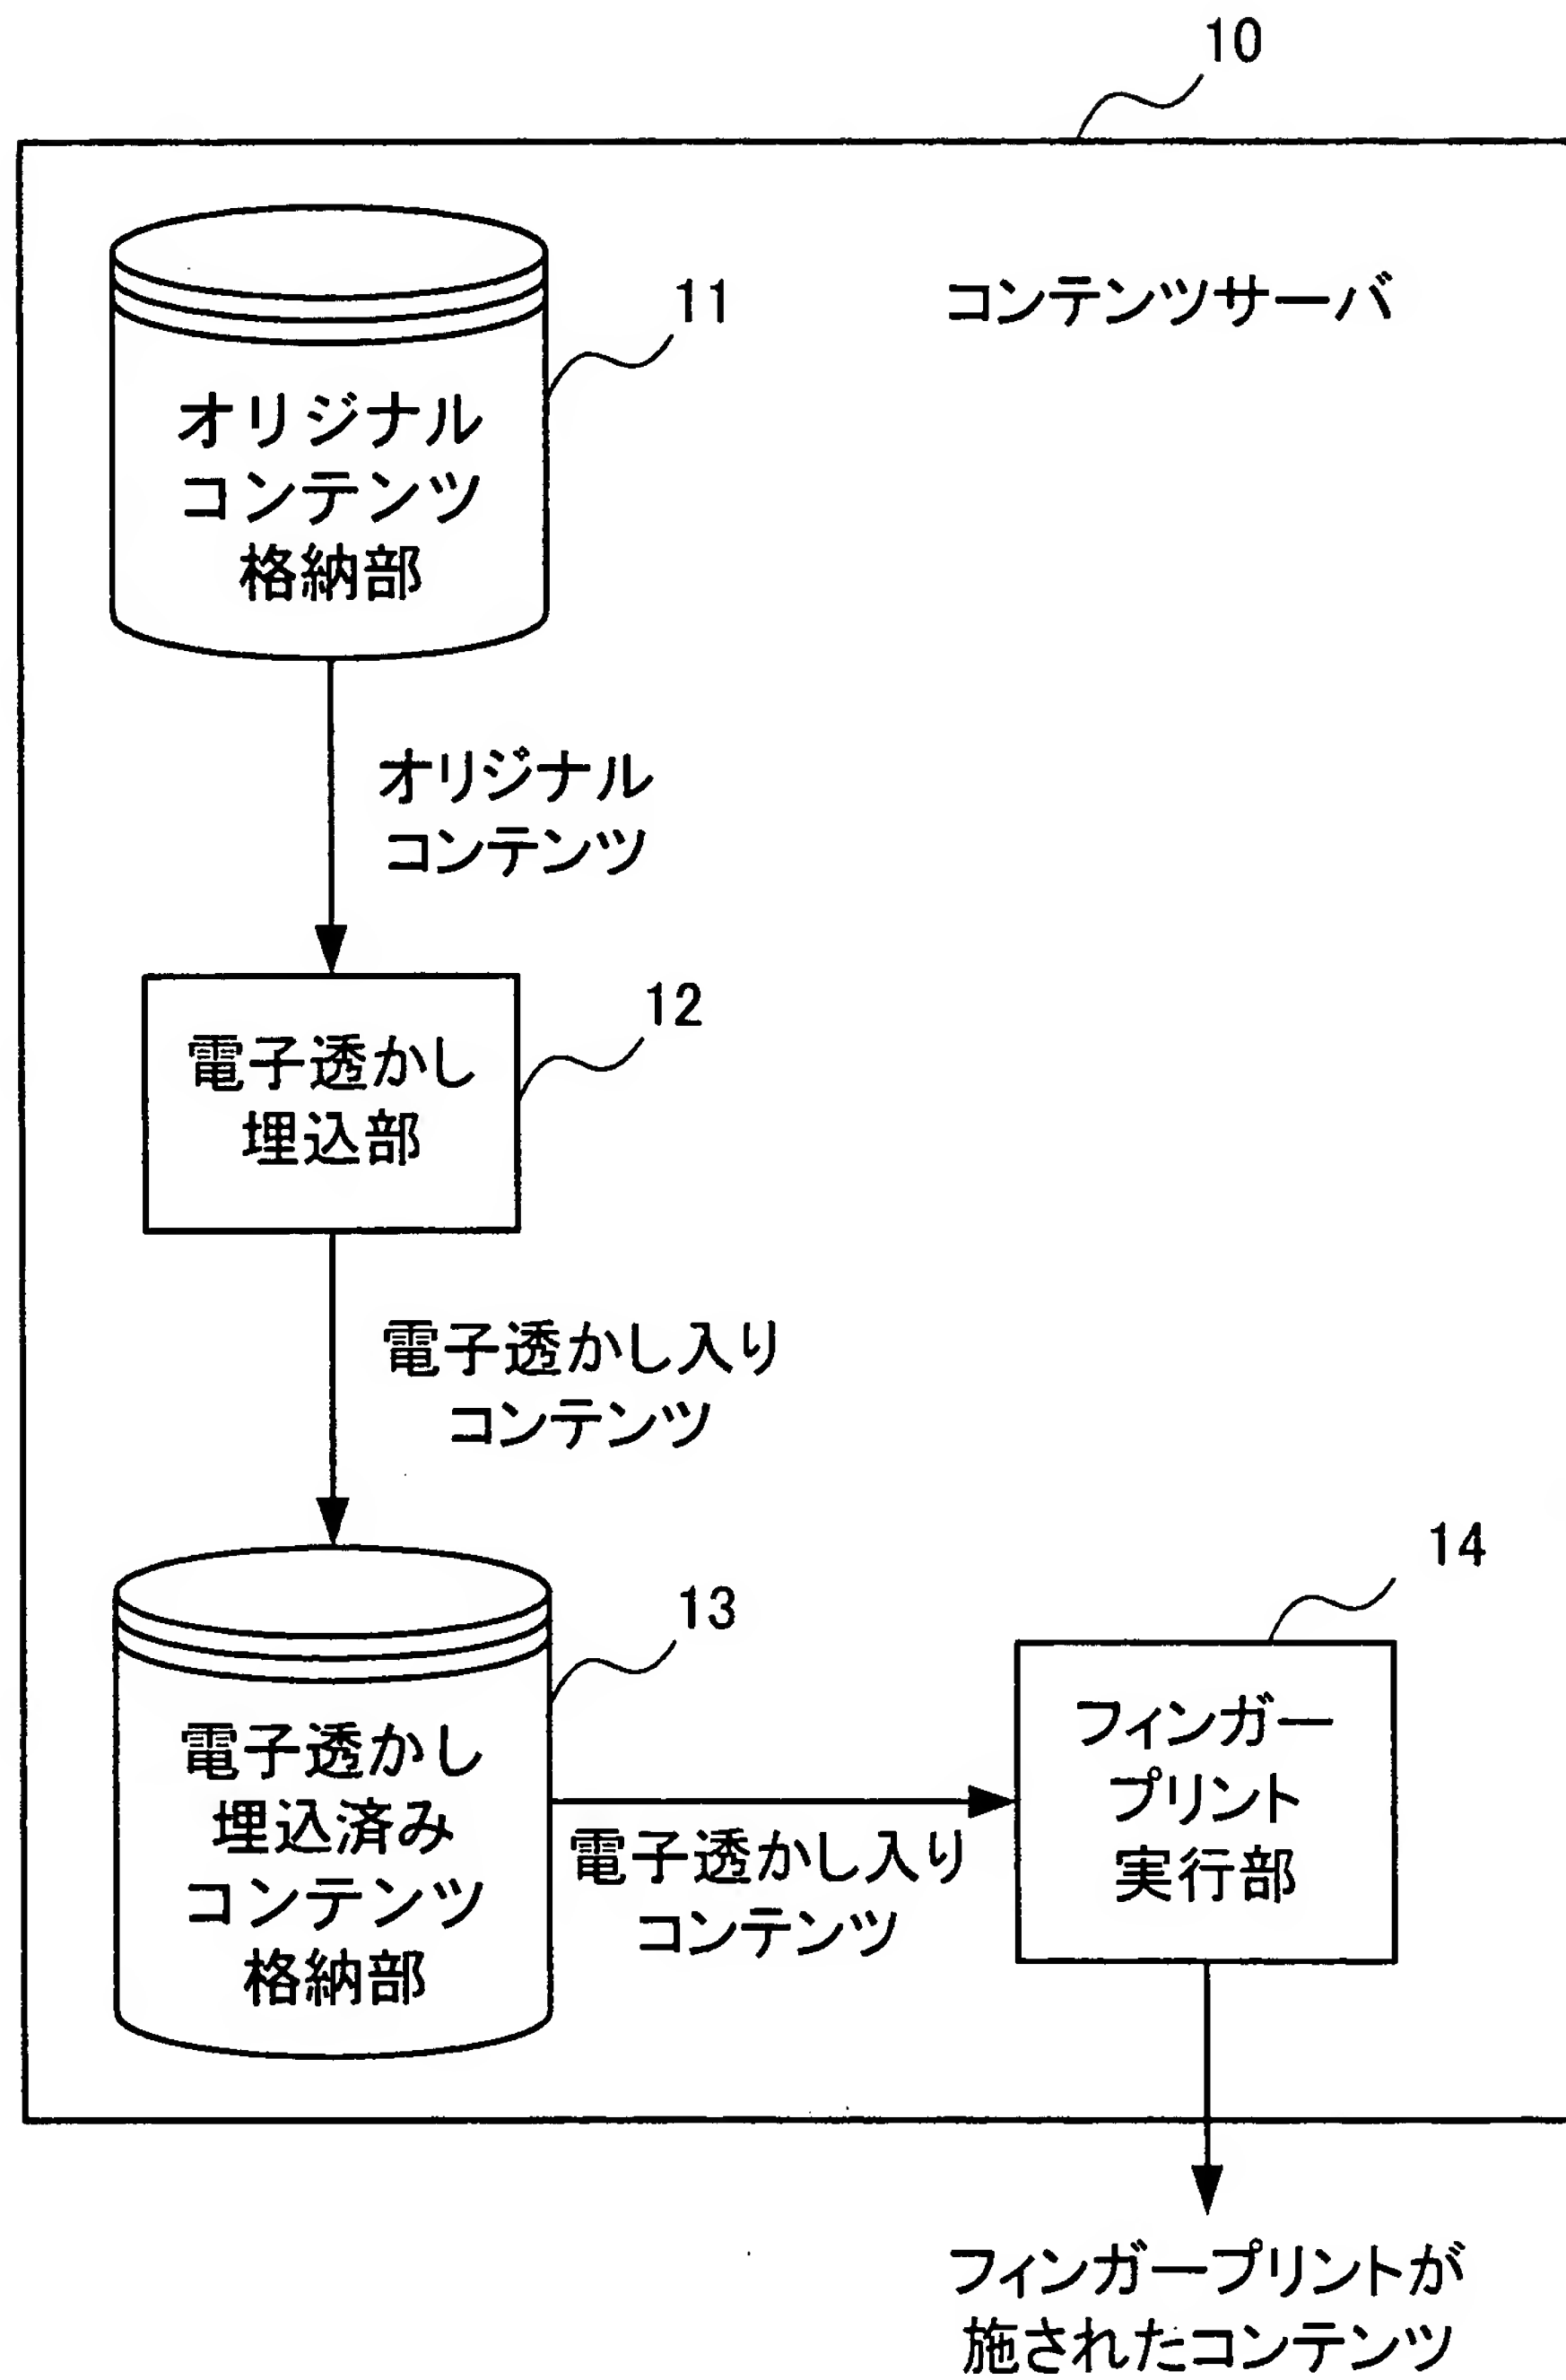 10
コンテンツサーバ
11
オリジナル
コンテンツ
格納部
オリジナル
コンテンツ
12
電子透かし
埋込部
電子透かし入り
コンテンツ
13
電子透かし
埋込済み
コンテンツ
格納部
電子透かし入り
コンテンツ
14
フィンガー
プリント
実行部
フィンガープリントが
施されたコンテンツ